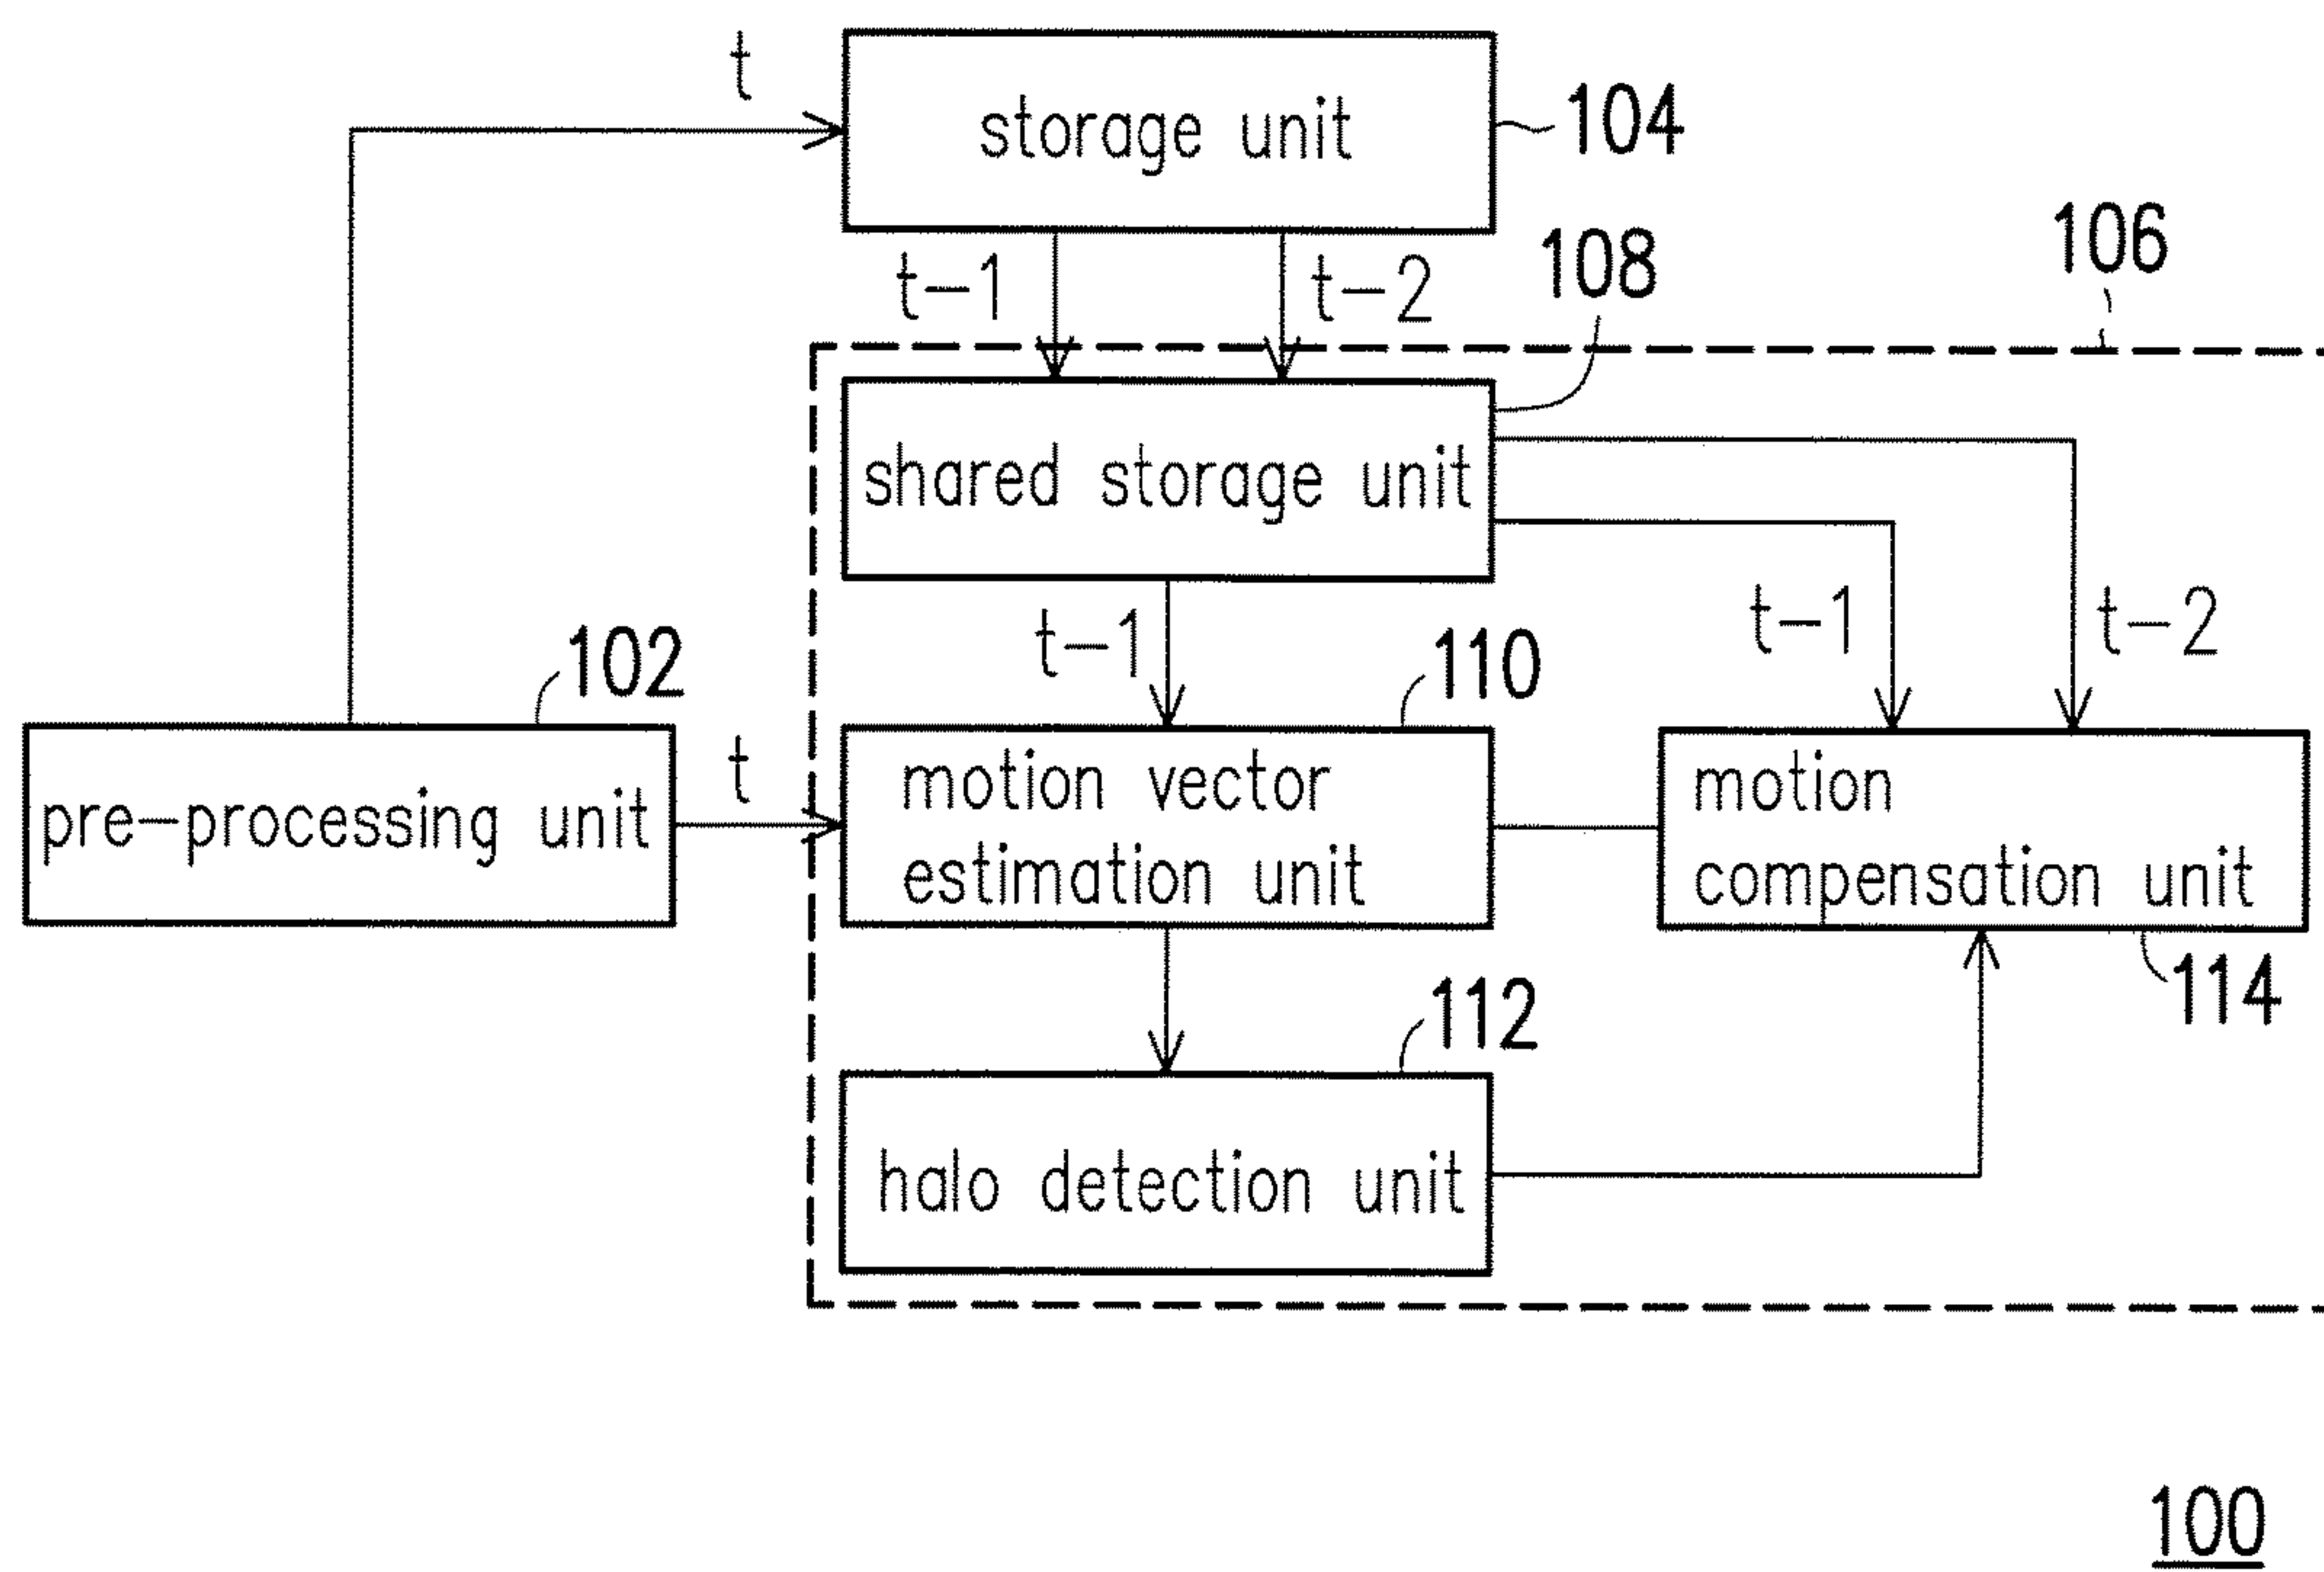 t
storage unit
104
106
t-1
t-2
108
shared storage unit
t-1
t-1
t-2
102
110
pre-processing unit
t
motion vector
estimation unit
motion
compensation unit
114
112
halo detection unit
100